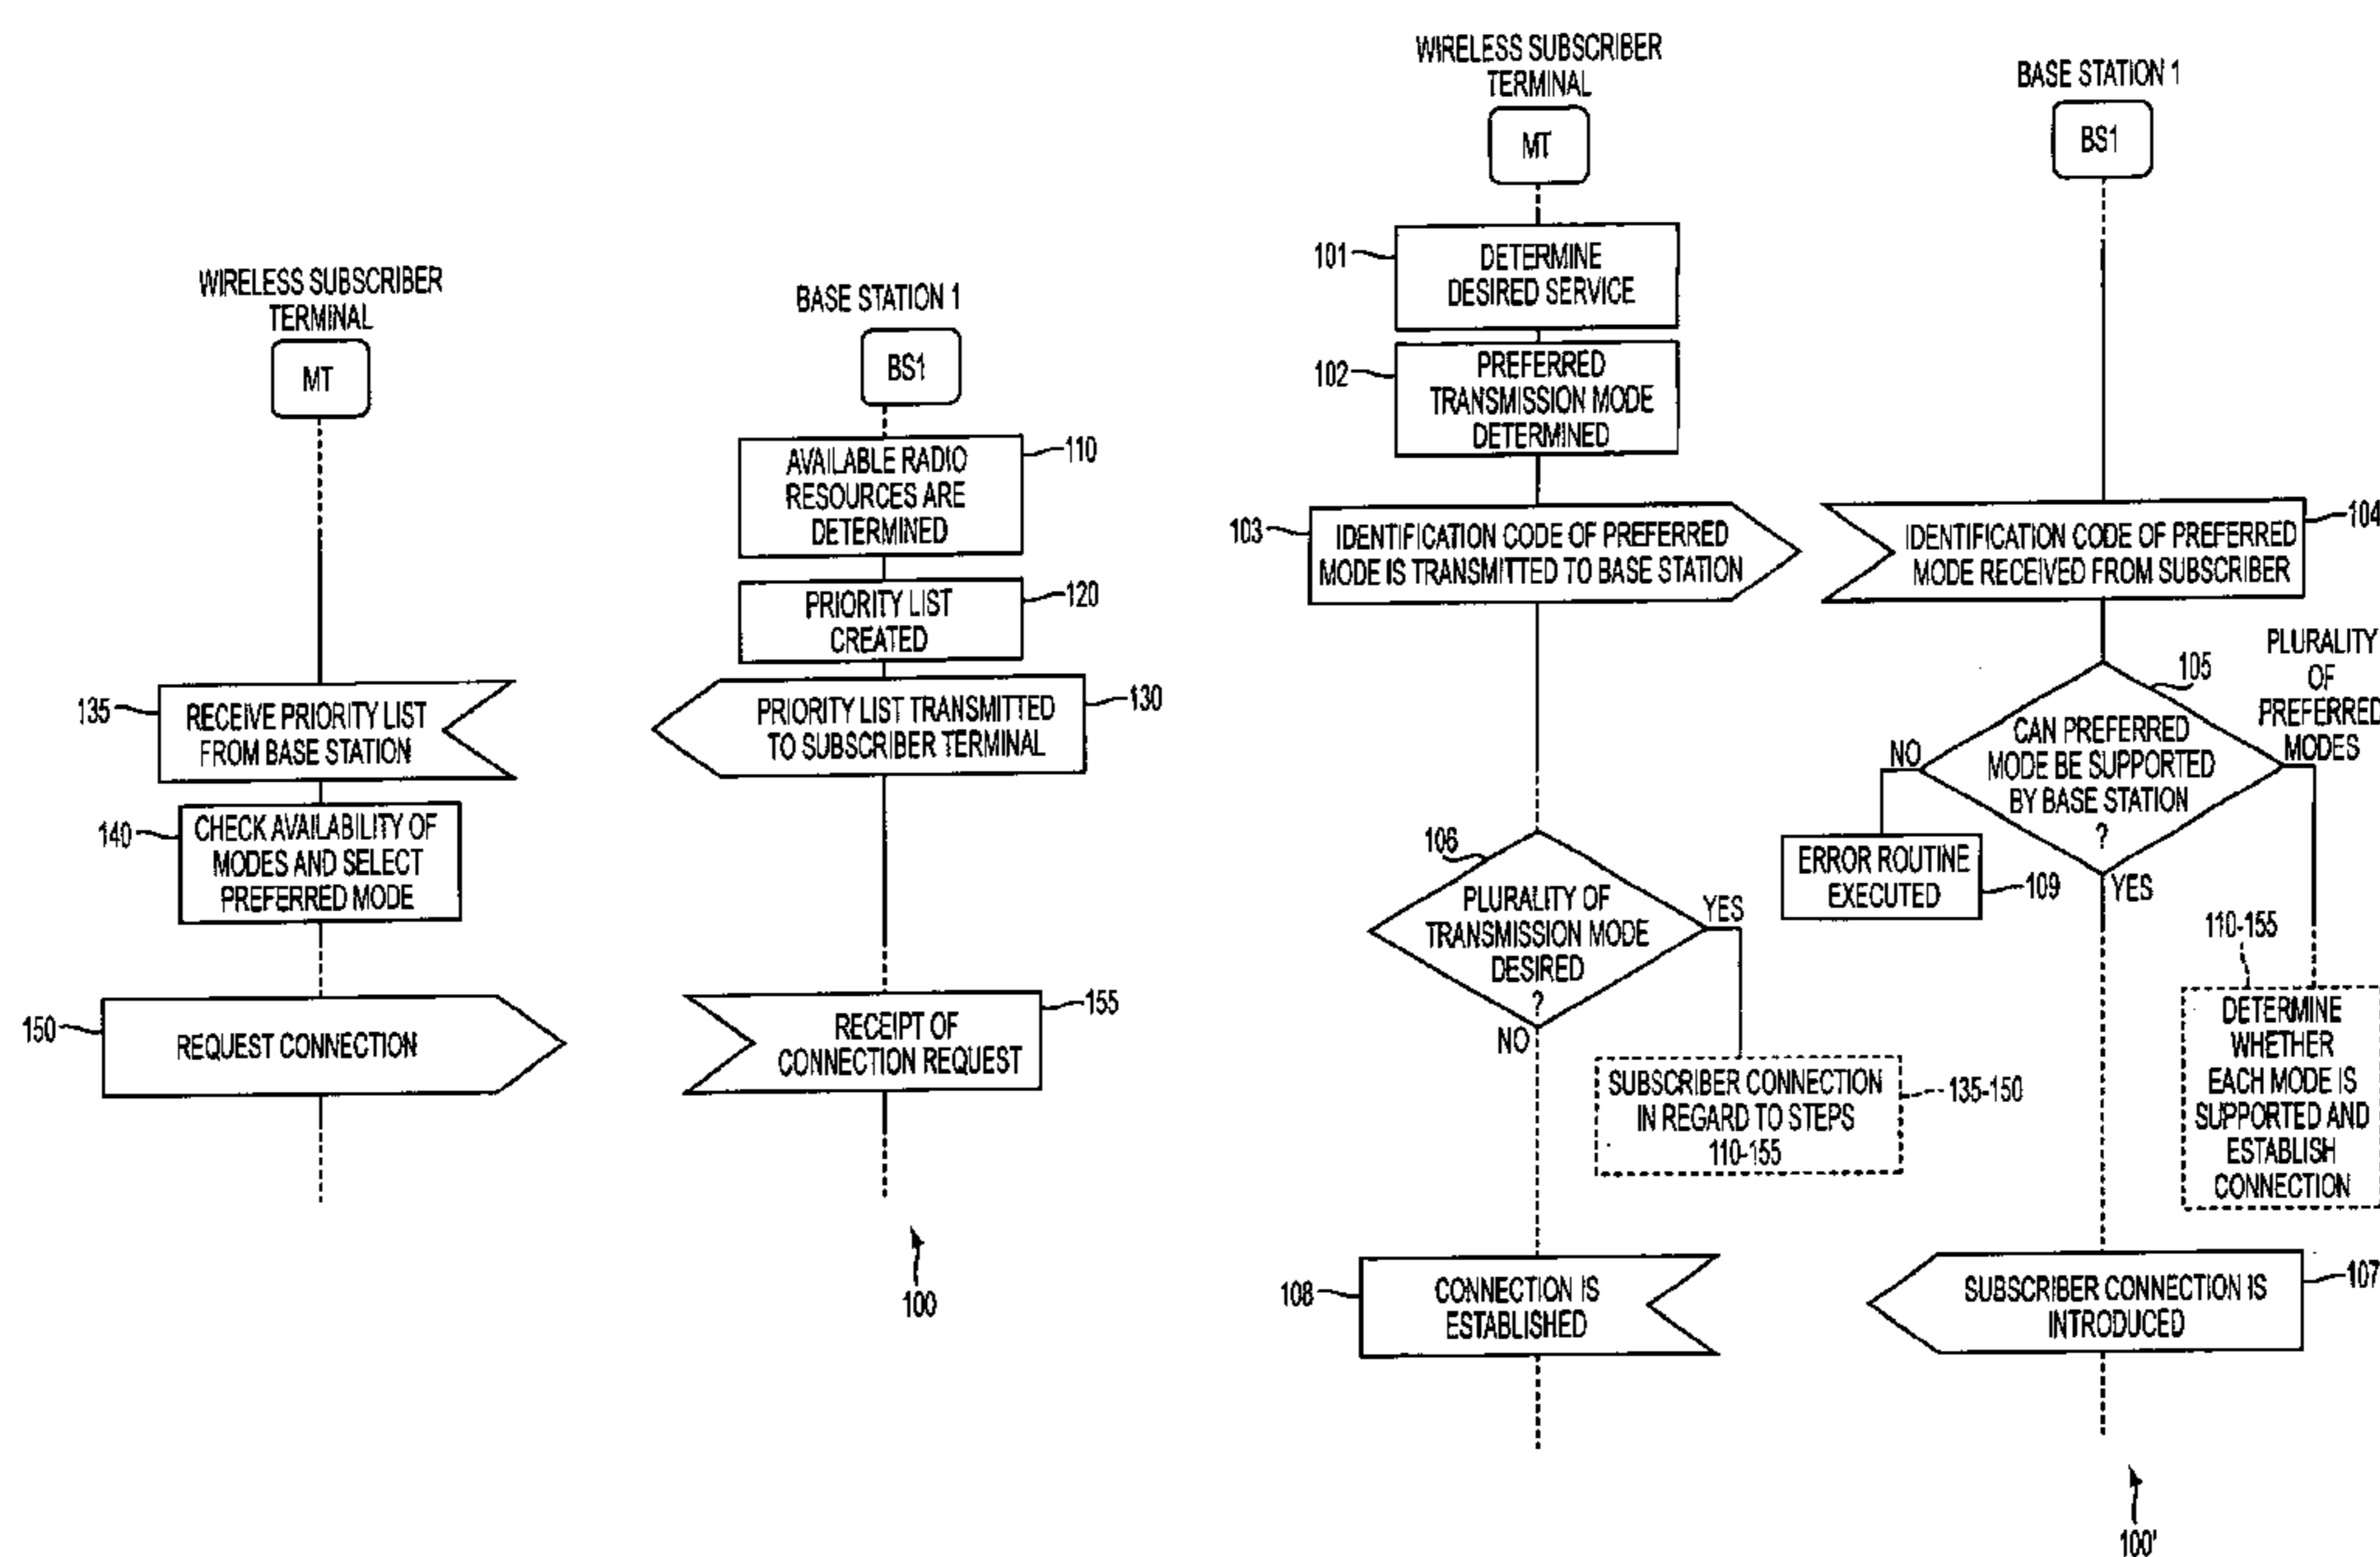 WIRELESS SUBSCRIBER
TERMINAL
MT
BASE STATION 1
BS1
AVAILABLE RADIO
RESOURCES ARE
DETERMINED
110
PRIORITY LIST
CREATED
120
135
RECEIVE PRIORITY LIST
FROM BASE STATION
PRIORITY LIST TRANSMITTED
TO SUBSCRIBER TERMINAL
130
140
CHECK AVAILABILITY OF
MODES AND SELECT
PREFERRED MODE
150
REQUEST CONNECTION
RECEIPT OF
CONNECTION REQUEST
155
100
WIRELESS SUBSCRIBER
TERMINAL
MT
BASE STATION 1
BS1
101
DETERMINE
DESIRED SERVICE
102
PREFERRED
TRANSMISSION MODE
DETERMINED
103
IDENTIFICATION CODE OF PREFERRED
MODE IS TRANSMITTED TO BASE STATION
IDENTIFICATION CODE OF PREFERRED
MODE RECEIVED FROM SUBSCRIBER
104
105
CAN PREFERRED
MODE BE SUPPORTED
BY BASE STATION
?
NO
YES
PLURALITY
OF
PREFERRED
MODES
ERROR ROUTINE
EXECUTED
109
106
PLURALITY OF
TRANSMISSION MODE
DESIRED
?
YES
NO
SUBSCRIBER CONNECTION
IN REGARD TO STEPS
110-155
135-150
110-155
DETERMINE
WHETHER
EACH MODE IS
SUPPORTED AND
ESTABLISH
CONNECTION
108
CONNECTION IS
ESTABLISHED
SUBSCRIBER CONNECTION IS
INTRODUCED
107
100'